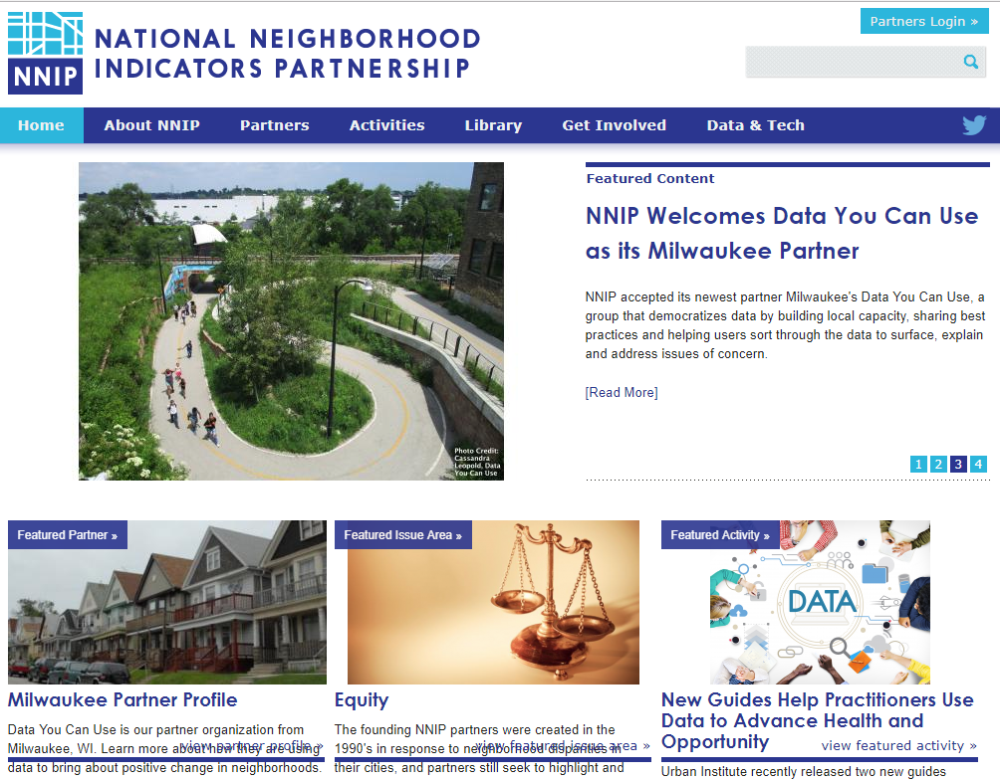 NNIP
NATIONAL NEIGHBORHOOD
INDICATORS PARTNERSHIP
Partners Login »
Home
About NNIP
Partners
Activities
Library
Get Involved
Data & Tech
Photo Credit:
Cassandra
Leopold, Data
You Can Use
Featured Content
NNIP Welcomes Data You Can Use
as its Milwaukee Partner
NNIP accepted its newest partner Milwaukee's Data You Can Use, a
group that democratizes data by building local capacity, sharing best
practices and helping users sort through the data to surface, explain
and address issues of concern.
[Read More]
1 2 3 4
Featured Partner »
Milwaukee Partner Profile
Data You Can Use is our partner organization from
Milwaukee, WI. Learn more about how they are using
view partner profile »
data to bring about positive change in neighborhoods.
Featured Issue Area »
Equity
The founding NNIP partners were created in the
1990's in response to neighborhood disparities in
view featured issue area »
their cities, and partners still seek to highlight and
Featured Activity »
DATA
New Guides Help Practitioners Use
Data to Advance Health and
Opportunity
view featured activity »
Urban Institute recently released two new guides